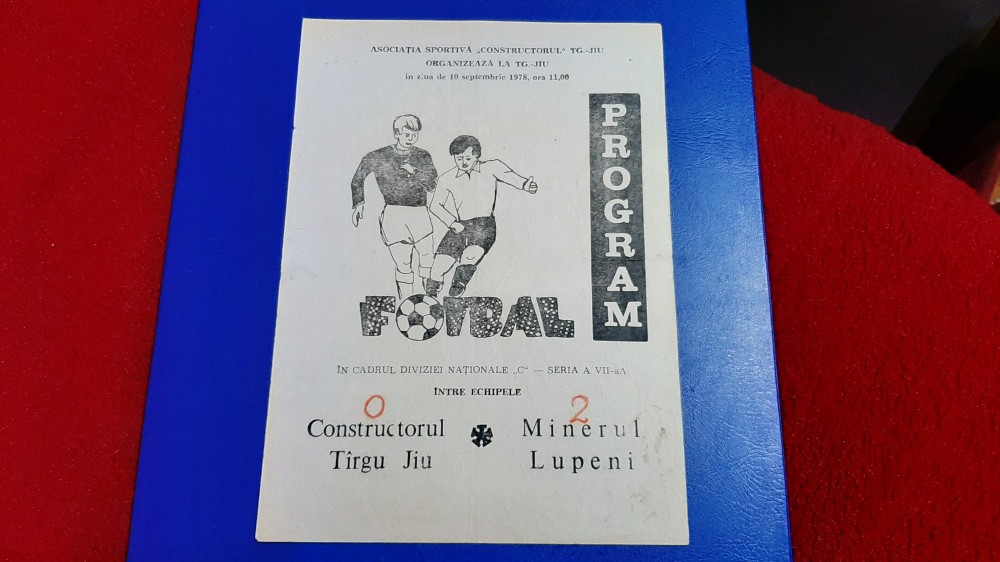 ASOCIAȚIA SPORTIVĂ „CONSTRUCTORUL" TG.-JIU
ORGANIZEAZĂ LA TG.-JIU
în ziua de 10 septembrie 1978, ora 11,00
PROGRAM
FOTBAL
ÎN CADRUL DIVIZIEI NAȚIONALE „C" — SERIA A VII-aA
ÎNTRE ECHIPELE
0 2
Constructorul Minerul
Tîrgu Jiu Lupeni